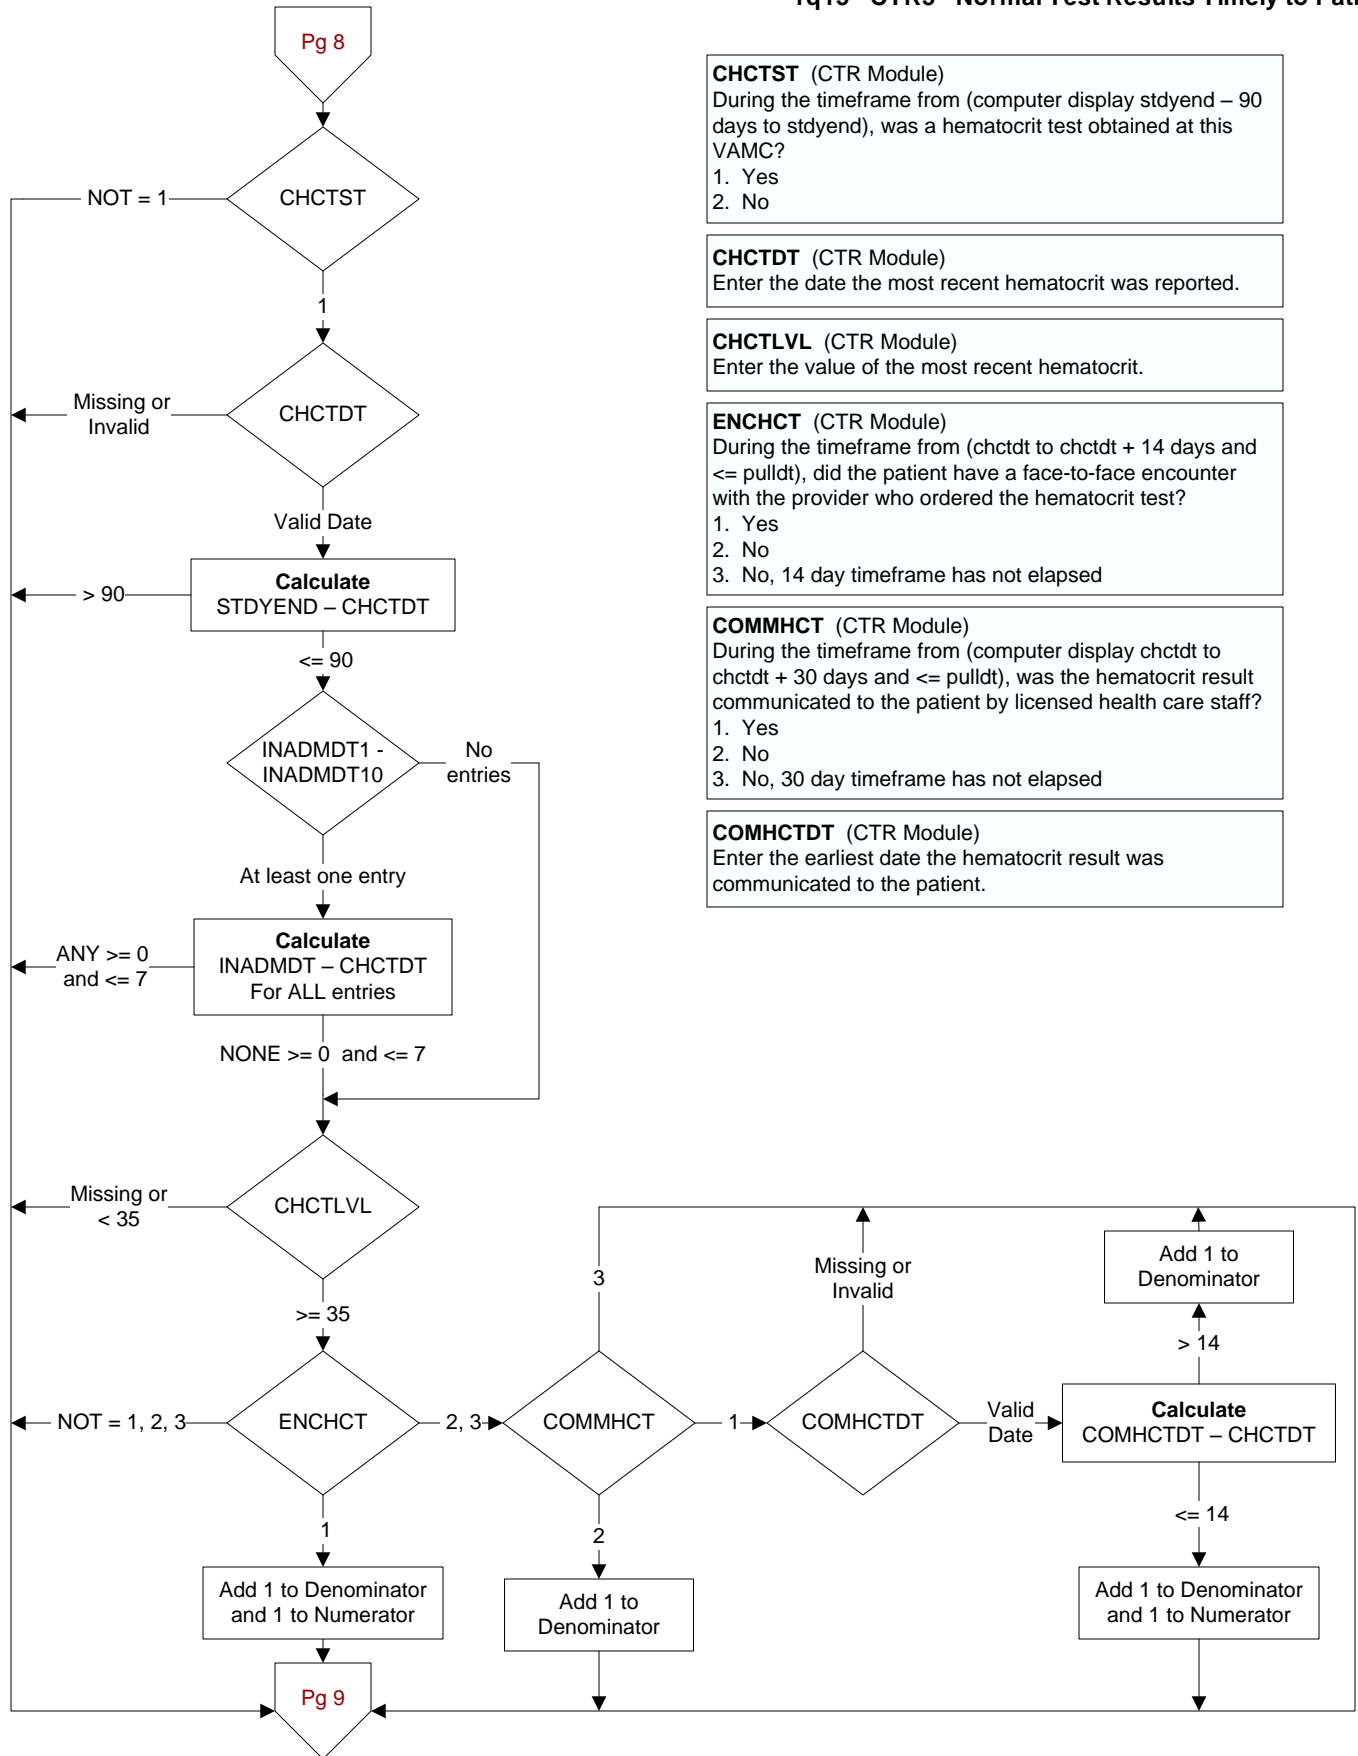 Pg 8
CHCTST (CTR Module)
During the timeframe from (computer display stdyend – 90
days to stdyend), was a hematocrit test obtained at this
VAMC?
1. Yes
2. No
CHCTDT (CTR Module)
Enter the date the most recent hematocrit was reported.
CHCTLVL (CTR Module)
Enter the value of the most recent hematocrit.
ENCHCT (CTR Module)
During the timeframe from (chctdt to chctdt + 14 days and
<= pulldt), did the patient have a face-to-face encounter
with the provider who ordered the hematocrit test?
1. Yes
2. No
3. No, 14 day timeframe has not elapsed
COMMHCT (CTR Module)
During the timeframe from (computer display chctdt to
chctdt + 30 days and <= pulldt), was the hematocrit result
communicated to the patient by licensed health care staff?
1. Yes
2. No
3. No, 30 day timeframe has not elapsed
COMHCTDT (CTR Module)
Enter the earliest date the hematocrit result was
communicated to the patient.
NOT = 1
CHCTST
1
Missing or
Invalid
CHCTDT
Valid Date
> 90
Calculate
STDYEND – CHCTDT
<= 90
INADMDT1 -
INADMDT10
No
entries
At least one entry
ANY >= 0
and <= 7
Calculate
INADMDT – CHCTDT
For ALL entries
NONE >= 0 and <= 7
Missing or
< 35
CHCTLVL
>= 35
NOT = 1, 2, 3
ENCHCT
2, 3
COMMHCT
3
1
COMHCTDT
Missing or
Invalid
Valid
Date
Calculate
COMHCTDT – CHCTDT
> 14
Add 1 to
Denominator
<= 14
Add 1 to Denominator
and 1 to Numerator
2
Add 1 to
Denominator
1
Add 1 to Denominator
and 1 to Numerator
Pg 9